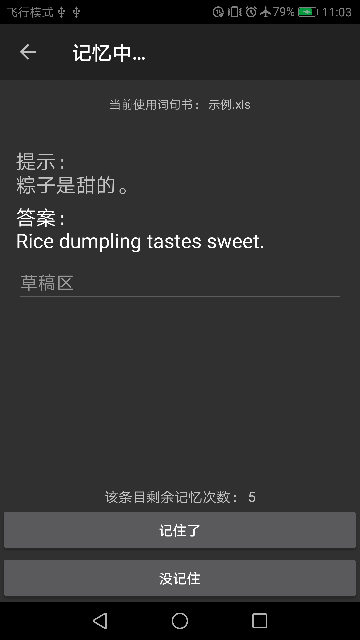 飞行模式 79% 11:03
记忆中...
当前使用词句书：示例.xls
提示：
粽子是甜的。
答案：
Rice dumpling tastes sweet.
草稿区
该条目剩余记忆次数：5
记住了
没记住